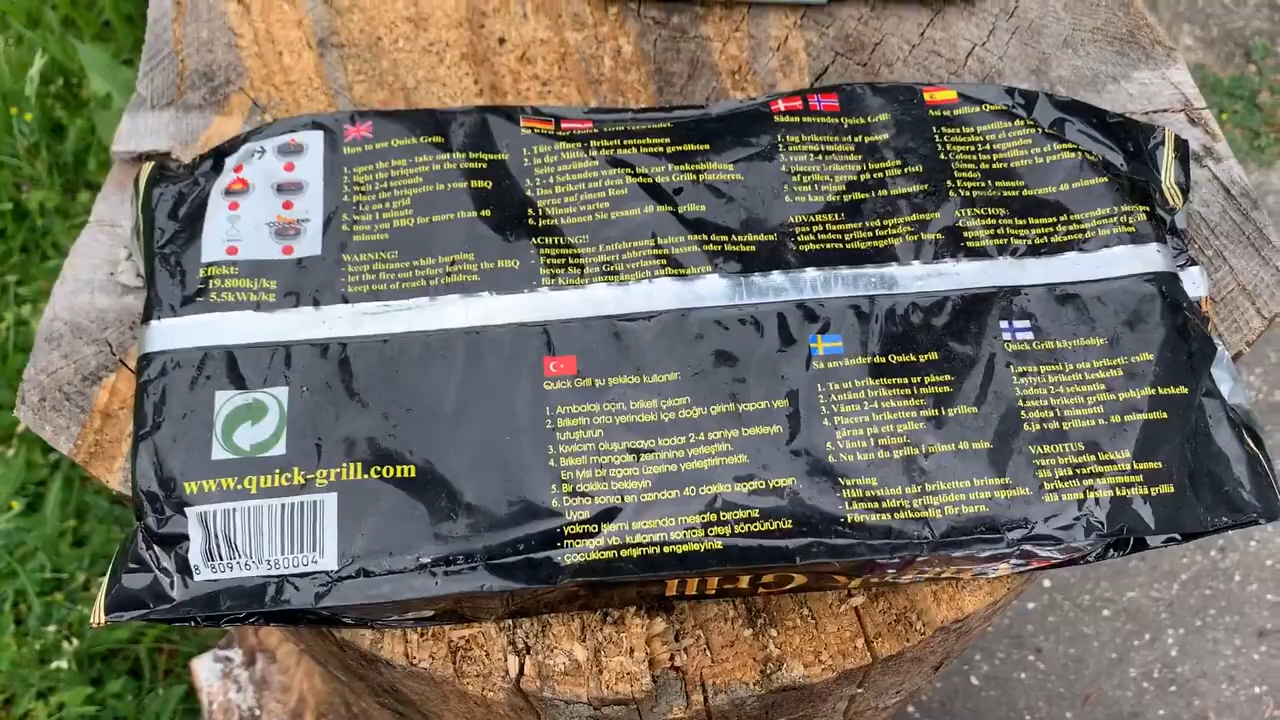 How to use Quick Grill:
1. open the bag - take out the briquette
2. light the briquette in the centre
3. wait 2-4 seconds
4. place the briquette in your BBQ
- i.e on a grid
5. wait 1 minute
6. now you BBQ for more than 40
minutes
WARNING!
- keep distance while burning
- let the fire out before leaving the BBQ
- keep out of reach of children.
Effekt:
- 19.800kj/kg
- 5,5kWh/kg
So wird der Quick Grill verwendet.
1. Tüte öffnen - Brikett entnehmen
2. in der Mitte, in der nach innen gewölbten
Seite anzünden
3. 2 - 4 Sekunden warten, bis zur Funkenbildung
4. Das Brikett auf dem Boden des Grills platzieren,
gerne auf einem Rost
5. 1 Minute warten
6. jetzt können Sie gesamt 40 min. grillen
ACHTUNG!!
- angemessene Entfehrnung halten nach dem Anzünden!
- Feuer kontrolliert abbrennen lassen, oder löschen
bevor Sie den Grill verlassen
- für Kinder unzugänglich aufbewahren
Sådan anvendes Quick Grill:
1. tag briketten ud af posen
2. antænd i midten
3. vent 2-4 sekunder
4. placere briketten i bunden
af grillen, gerne på en lille rist)
5. vent 1 minut
6. nu kan der grilles i 40 minutter
ADVARSEL!
- pas på flammer ved optændingen
- sluk inden grillen forlades.
- opbevares utilgengeligt for børn.
Asi se utiliza Quick
1. Saca las pastillas de la
2. Colócalas en el centro y
3. Espera 2-4 segundos
4. Coloca las pastillas en el fondo
(5mm. de aire entre la parilla y
fondo)
5. Espera 1 minuto
6. Ya puedes asar durante 40 minutos
ATENCION:
- Cuidado con las llamas al encender y siempre
apague el fuego antes de abandonar el grill
- mantener fuera del alcance de los niños
www.quick-grill.com
8 809161 380004
Quick Grill şu şekilde kullanılır:
1. Ambalajı açın, briketi çıkarın
2. Briketin orta yerindeki içe doğru girinti yapan yeri
tutuşturun
3. Kıvılcım oluşuncaya kadar 2-4 saniye bekleyin
4. Briketi mangalın zeminine yerleştirin.
En iyisi bir ızgara üzerine yerleştirmektir.
5. Bir dakika bekleyin
6. Daha sonra en azından 40 dakika ızgara yapın
Uyarı
- yakma işlemi sırasında mesafe bırakınız
- mangal vb. kullanım sonrası ateşi söndürünüz
- çocukların erişimini engelleyiniz
Så använder du Quick grill
1. Ta ut briketterna ur påsen.
2. Antänd briketten i mitten.
3. Vänta 2-4 sekunder.
4. Placera briketten mitt i grillen
gärna på ett galler.
5. Vänta 1 minut.
6. Nu kan du grilla i minst 40 min.
Varning
- Håll avstånd när briketten brinner.
- Lämna aldrig grillglöden utan uppsikt.
- Förvaras oåtkomlig för barn.
Quick Grill käyttöohje:
1.avaa pussi ja ota briketi: esille
2.sytytä briketit keskeltä
3.odota 2-4 sekuntia
4.aseta briketit grillin pohjalle keskelle
5.odota 1 minuutti
6.ja voit grillata n. 40 minuuttia
VAROITUS
varo briketin liekkiä
älä jätä vartiomatta kunnes
briketti on sammunut
älä anna lasten käyttää grilliä
Quick Grill